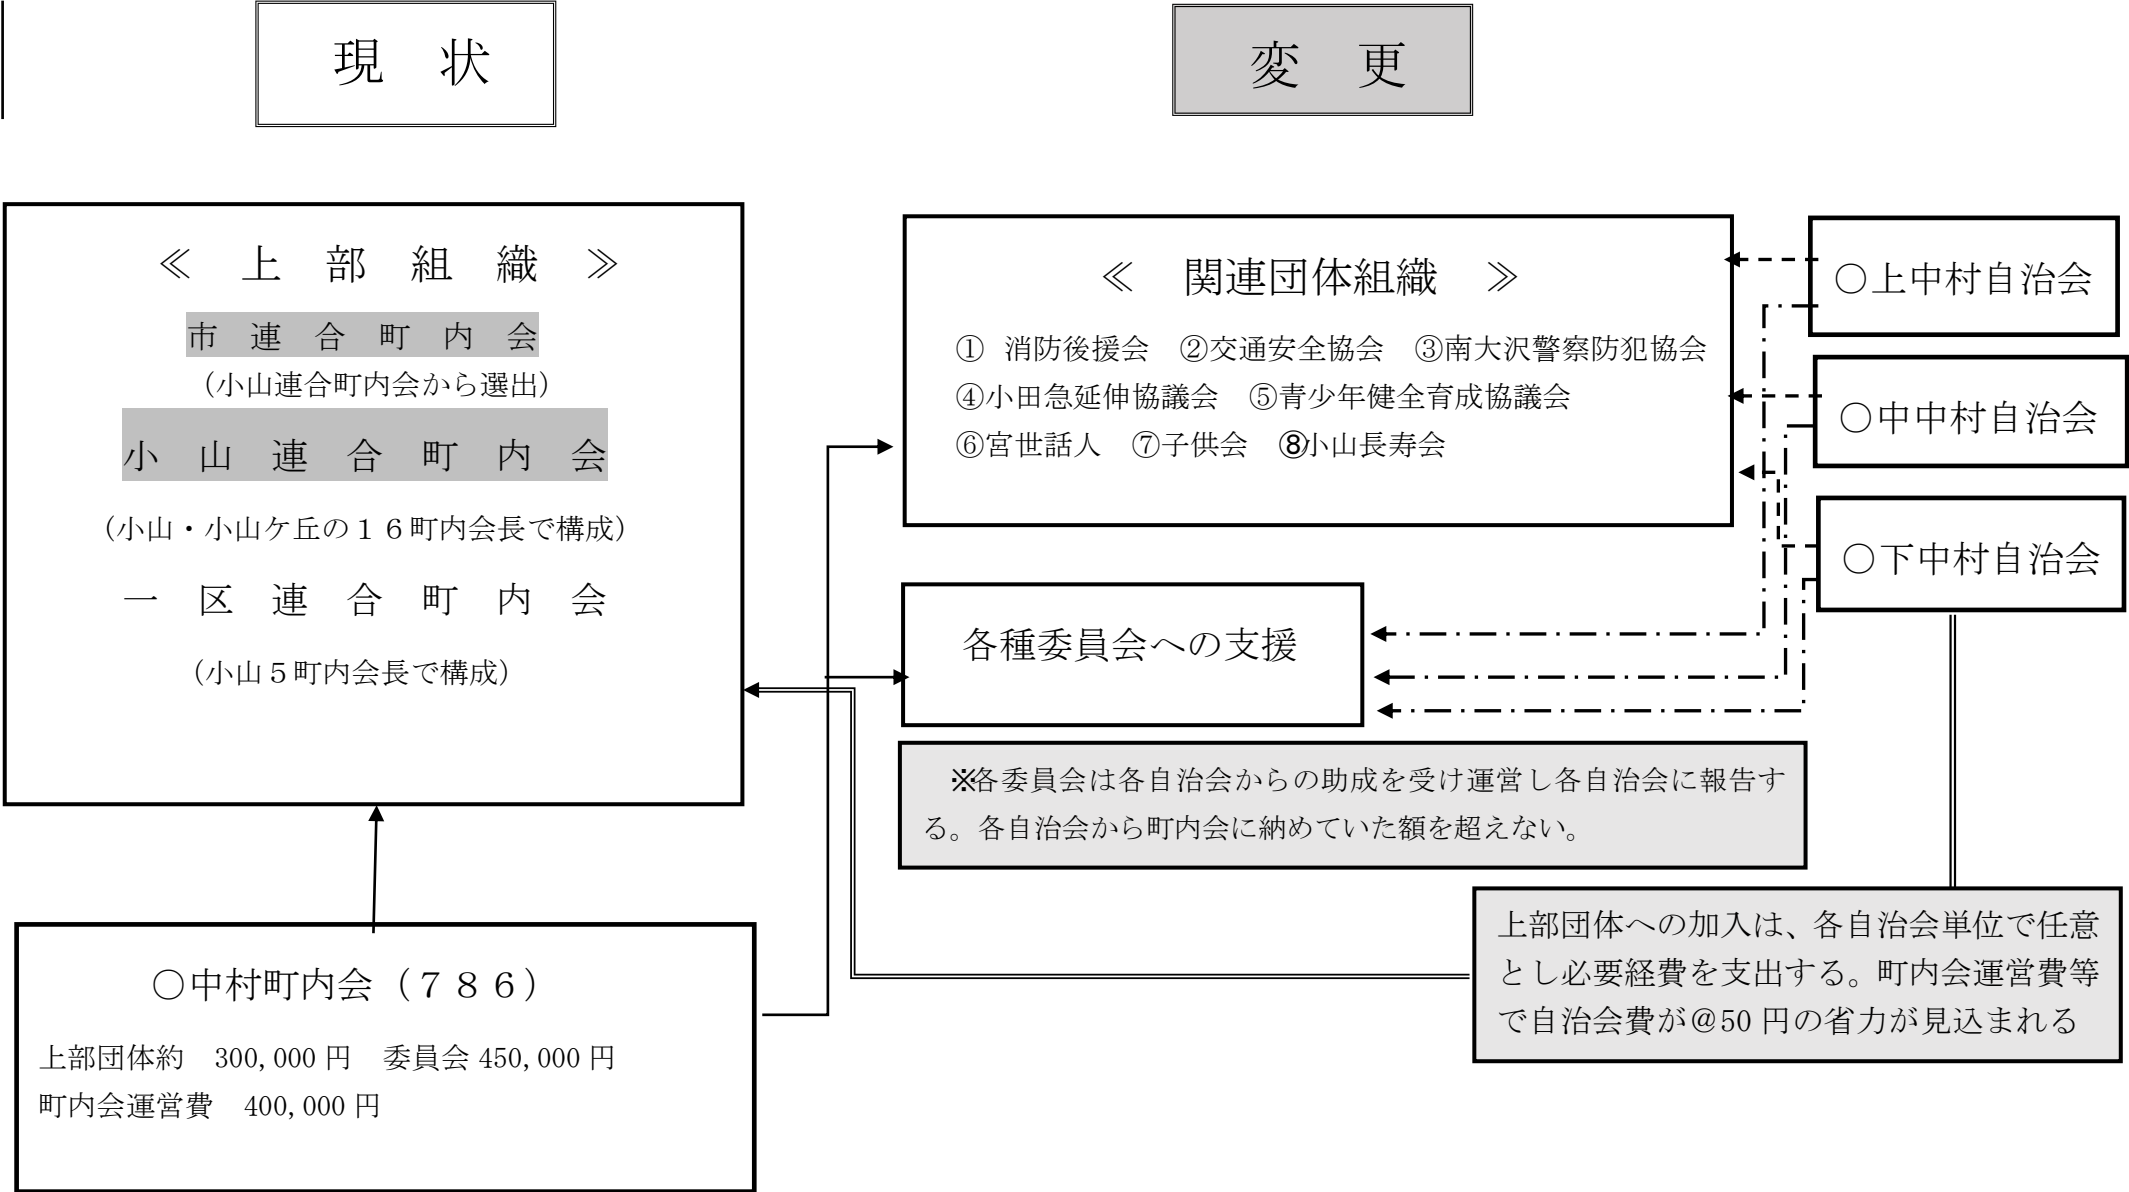 現　状
変　更
≪　上　部　組　織　≫
市　連　合　町　内　会
（小山連合町内会から選出）
小　山　連　合　町　内　会
（小山・小山ケ丘の１６町内会長で構成）
一　区　連　合　町　内　会
（小山５町内会長で構成）
○中村町内会（７８６）
上部団体約　300,000円　委員会450,000円
町内会運営費　400,000円
≪　関連団体組織　≫
①　消防後援会　②交通安全協会　③南大沢警察防犯協会
④小田急延伸協議会　⑤青少年健全育成協議会
⑥宮世話人　⑦子供会　⑧小山長寿会
各種委員会への支援
※各委員会は各自治会からの助成を受け運営し各自治会に報告す
る。各自治会から町内会に納めていた額を超えない。
○上中村自治会
○中中村自治会
○下中村自治会
上部団体への加入は、各自治会単位で任意
とし必要経費を支出する。町内会運営費等
で自治会費が＠50円の省力が見込まれる